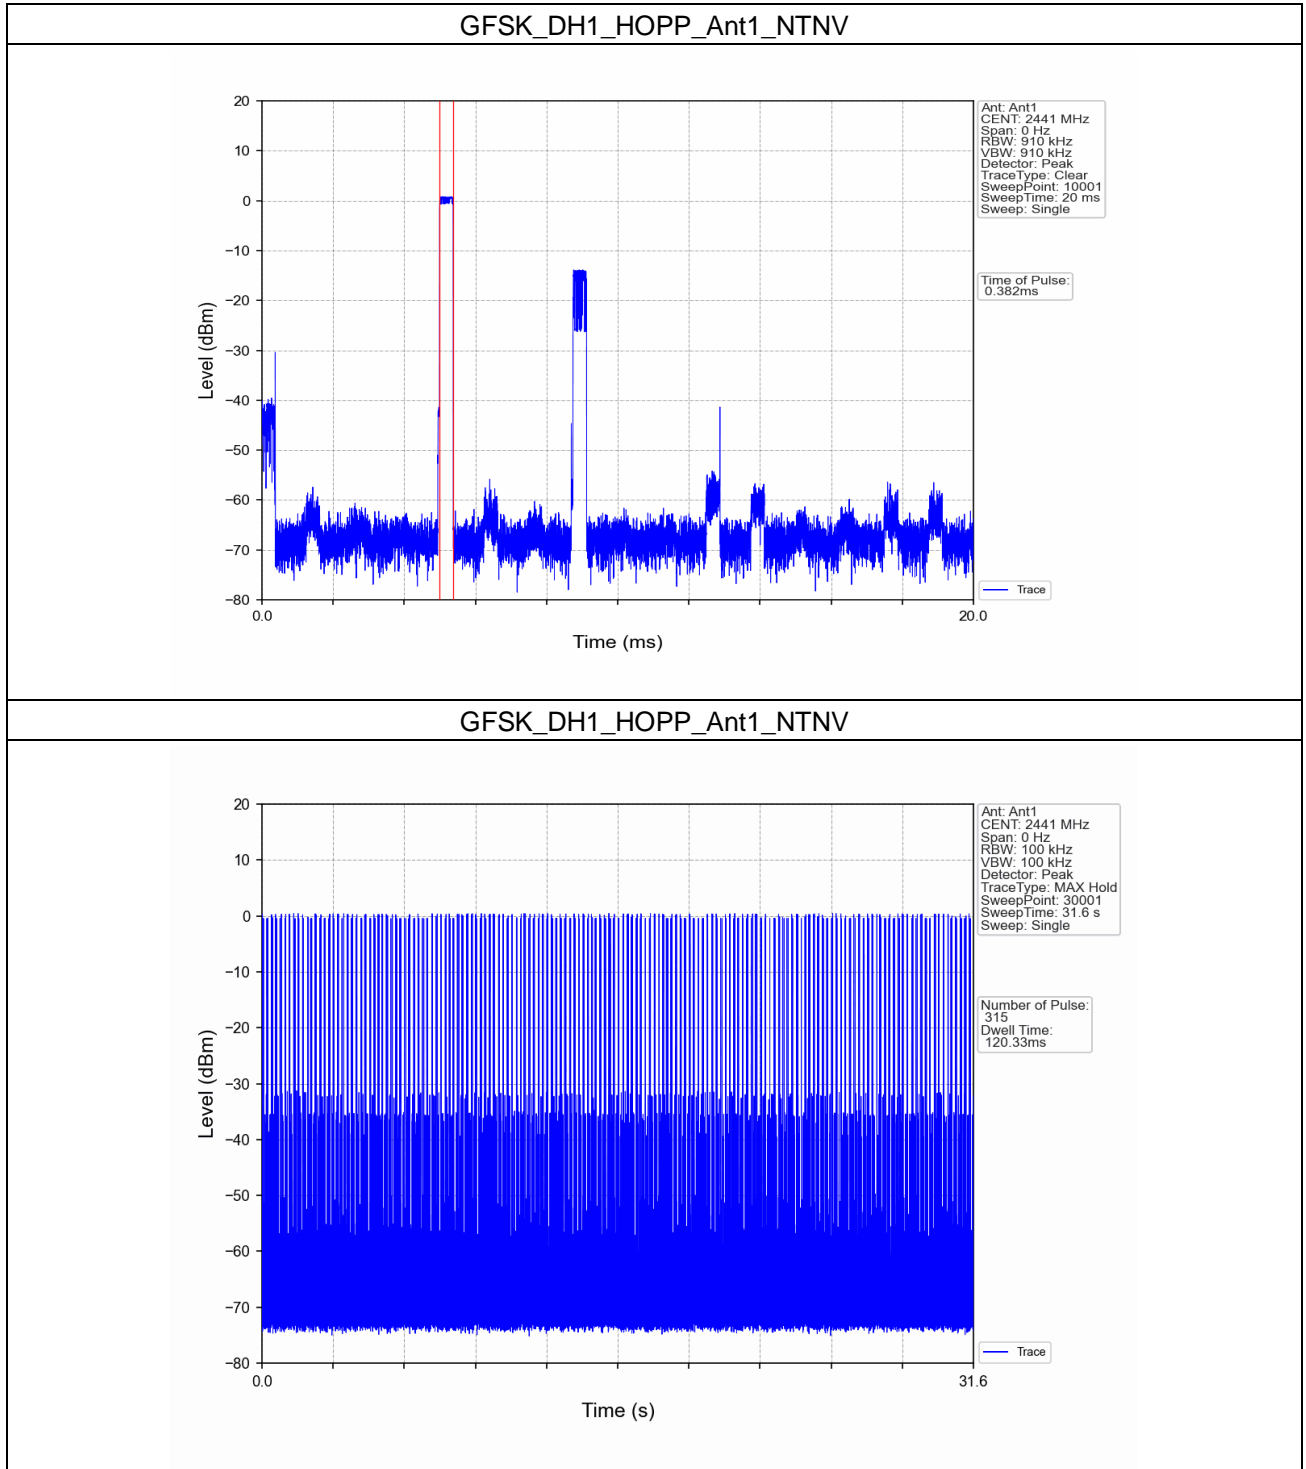 GFSK_DH1_HOPP_Ant1_NTNV
20
10
0
−10
−20
−30
−40
−50
−60
−70
−80
Level (dBm)
0.0
20.0
Time (ms)
Ant: Ant1
CENT: 2441 MHz
Span: 0 Hz
RBW: 910 kHz
VBW: 910 kHz
Detector: Peak
TraceType: Clear
SweepPoint: 10001
SweepTime: 20 ms
Sweep: Single
Time of Pulse:
0.382ms
Trace
GFSK_DH1_HOPP_Ant1_NTNV
20
10
0
−10
−20
−30
−40
−50
−60
−70
−80
Level (dBm)
0.0
31.6
Time (s)
Ant: Ant1
CENT: 2441 MHz
Span: 0 Hz
RBW: 100 kHz
VBW: 100 kHz
Detector: Peak
TraceType: MAX Hold
SweepPoint: 30001
SweepTime: 31.6 s
Sweep: Single
Number of Pulse:
315
Dwell Time:
120.33ms
Trace